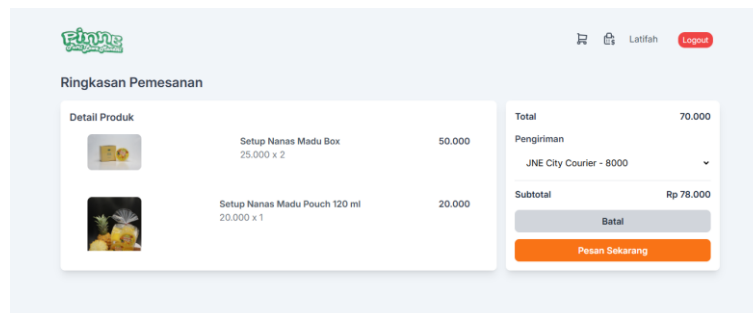 Pinne
Latifah
Logout
Ringkasan Pemesanan
Detail Produk
Setup Nanas Madu Box
25.000 x 2
50.000
Setup Nanas Madu Pouch 120 ml
20.000 x 1
20.000
Total
70.000
Pengiriman
JNE City Courier - 8000
Subtotal
Rp 78.000
Batal
Pesan Sekarang